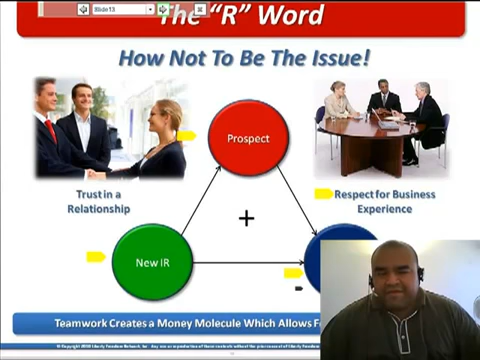 Slide13
The “R” Word
How Not To Be The Issue!
Prospect
Trust in a
Relationship
Respect for Business
Experience
+
New IR
Teamwork Creates a Money Molecule Which Allows